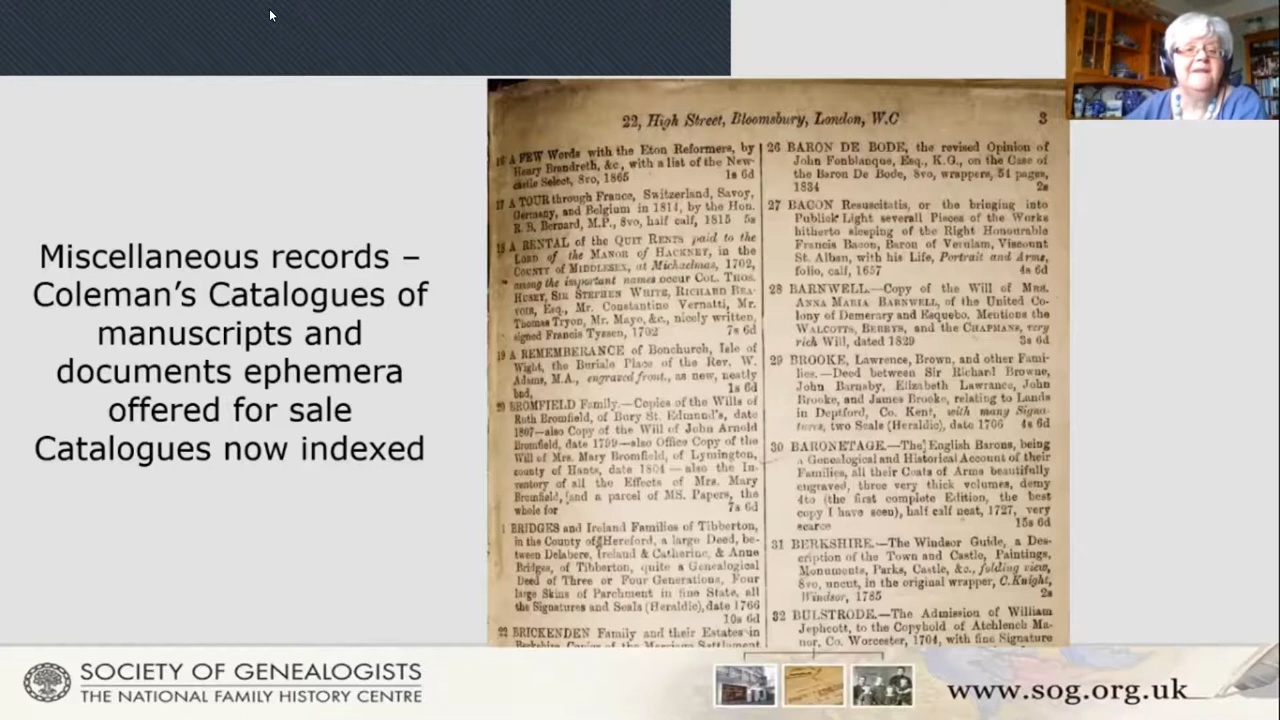 Miscellaneous records –
Coleman's Catalogues of
manuscripts and
documents ephemera
offered for sale
Catalogues now indexed
22, High Street, Bloomsbury, London, W.C 3
16 A FEW Words with the Eton Reformers, by
Henry Brandreth, &c., with a list of the New-
castle Select, 8vo, 1865 1s 6d
17 A TOUR through France, Switzerland, Savoy,
Germany, and Belgium in 1814, by the Hon.
R. B. Bernard, M.P., 8vo, half calf, 1815 5s
18 A RENTAL of the QUIT RENTS paid to the
LORD of the MANOR of HACKNEY, in the
COUNTY of MIDDLESEX, at Michaelmas, 1702,
among the important names occur COL. THOS.
HUSEY, SIR STEPHEN WHITE, RICHARD BEA-
VOIR, Esq., Mr. Constantine Vernatti, Mr.
Thomas Tryon, Mr. Mayo, &c., nicely written,
signed Francis Tyssen, 1702 7s 6d
19 A REMEMBERANCE of Bonchurch, Isle of
Wight, the Buriale Place of the Rev. W.
Adams, M.A., engraved front., as new, neatly
bnd, 1s 6d
20 BROMFIELD Family.—Copies of the Wills of
Ruth Bromfield, of Bury St. Edmund's, date
1807—also Copy of the Will of John Arnold
Bromfield, date 1799—also Office Copy of the
Will of Mrs. Mary Bromfield, of Lymington,
county of Hants, date 1804—also the In-
ventory of all the Effects of Mrs. Mary
Bromfield, and a parcel of MS. Papers, the
whole for 7s 6d
1 BRIDGES and Ireland Families of Tibberton,
in the County of Hereford, a large Deed, be-
tween Delabere, Ireland & Catherine, & Anne
Bridges, of Tibberton, quite a Genealogical
Deed of Three or Four Generations, Four
large Skins of Parchment in fine State, all
the Signatures and Seals (Heraldic), date 1766
10s 6d
22 BRICKENDEN Family and their Estates in
Berkshire Copies of the Marriage Settlement
26 BARON DE BODE, the revised Opinion of
John Fonblanque, Esq., K.G., on the Case of
the Baron De Bode, 8vo, wrappers, 54 pages,
1834 2s
27 BACON Resuscitatis, or the bringing into
Publick Light severall Pieces of the Works
hitherto sleeping of the Right Honourable
Francis Bacon, Baron of Verulam, Viscount
St. Alban, with his Life, Portrait and Arms,
folio, calf, 1657 4s 6d
28 BARNWELL—Copy of the Will of Mrs.
ANNA MARIA BARNWELL, of the United Co-
lony of Demerary and Esquebo. Mentions the
WALCOTTS, BERRYS, and the CHAPMANS, very
rich Will, dated 1829 3s 6d
29 BROOKE, Lawrence, Brown, and other Fami-
lies.—Deed between Sir Richard Browne,
John Barnaby, Elizabeth Lawrance, John
Brooke, and James Brooke, relating to Lands
in Deptford, Co. Kent, with many Signa-
tures, two Seals (Heraldic), date 1706 4s 6d
30 BARONETAGE.—The English Barons, being
a Genealogical and Historical Account of their
Families, all their Coats of Arms beautifully
engraved, three very thick volumes, demy
4to (the first complete Edition, the best
copy I have seen), half calf neat, 1727, very
scarce 15s 6d
31 BERKSHIRE.—The Windsor Guide, a Des-
cription of the Town and Castle, Paintings,
Monuments, Parks, Castle, &c., folding view,
8vo, uncut, in the original wrapper, C. Knight,
Windsor, 1785 2s
32 BULSTRODE.—The Admission of William
Jephcott, to the Copyhold of Atchlench Ma-
nor, Co. Worcester, 1704, with fine Signature
SOCIETY OF GENEALOGISTS
THE NATIONAL FAMILY HISTORY CENTRE
www.sog.org.uk